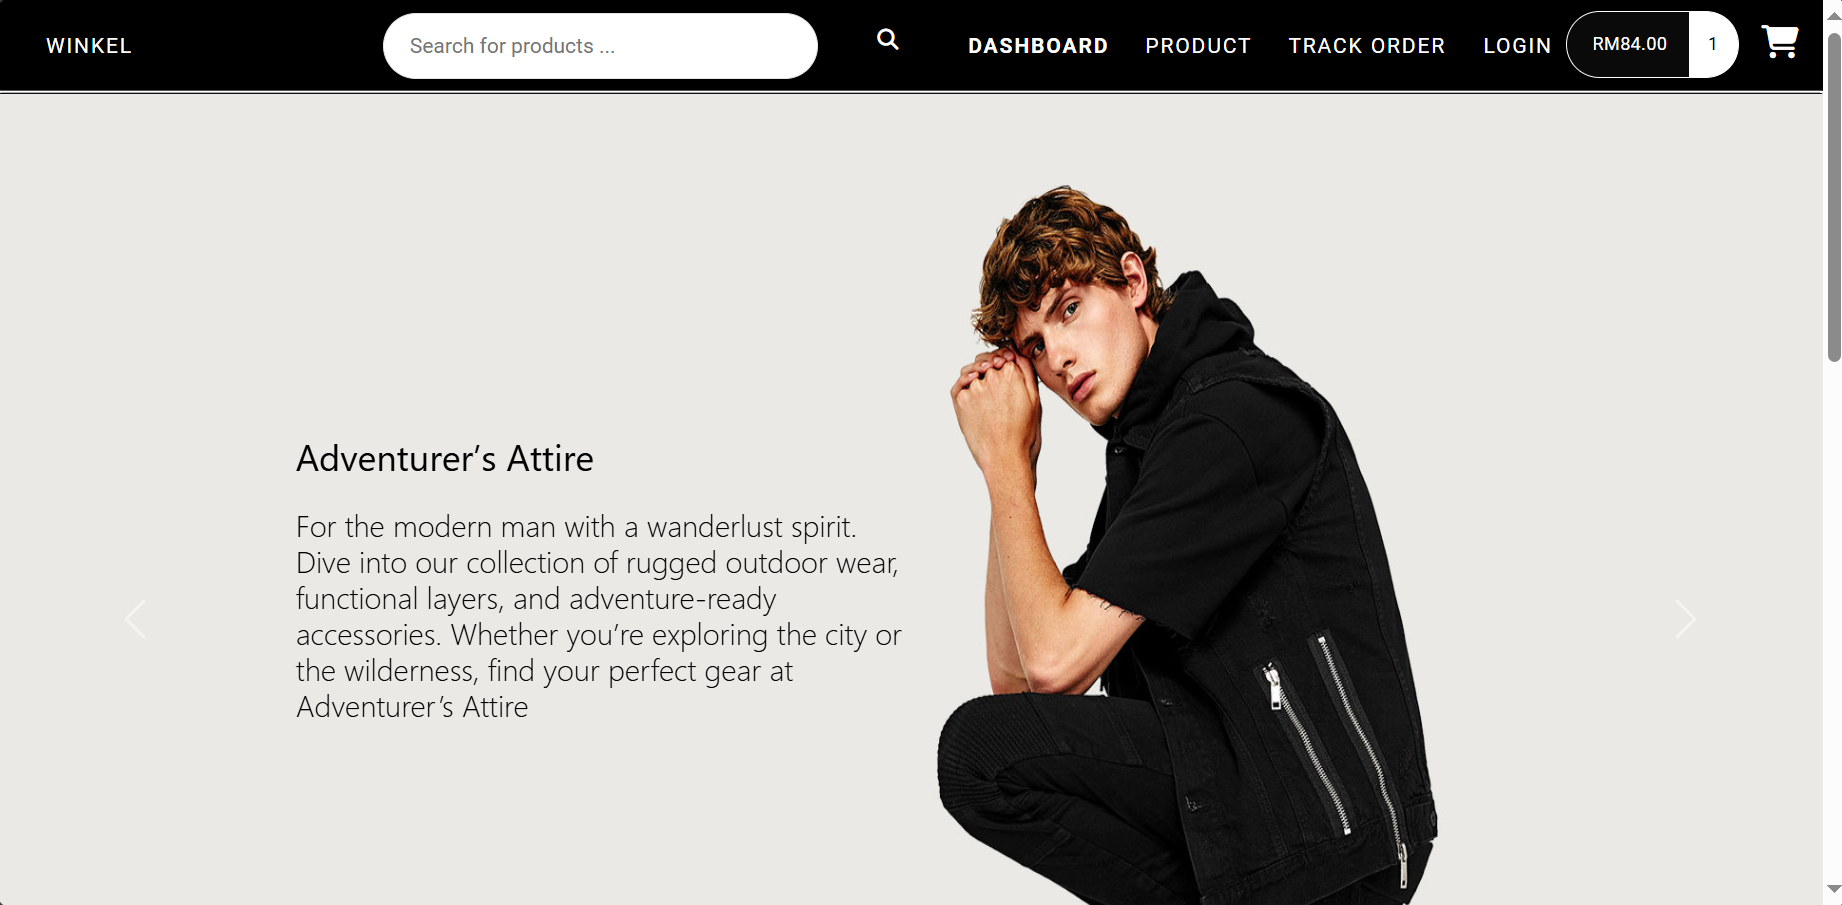 WINKEL
Search for products ...
DASHBOARD
PRODUCT
TRACK ORDER
LOGIN
RM84.00
1
Adventurer’s Attire
For the modern man with a wanderlust spirit.
Dive into our collection of rugged outdoor wear,
functional layers, and adventure-ready
accessories. Whether you’re exploring the city or
the wilderness, find your perfect gear at
Adventurer’s Attire